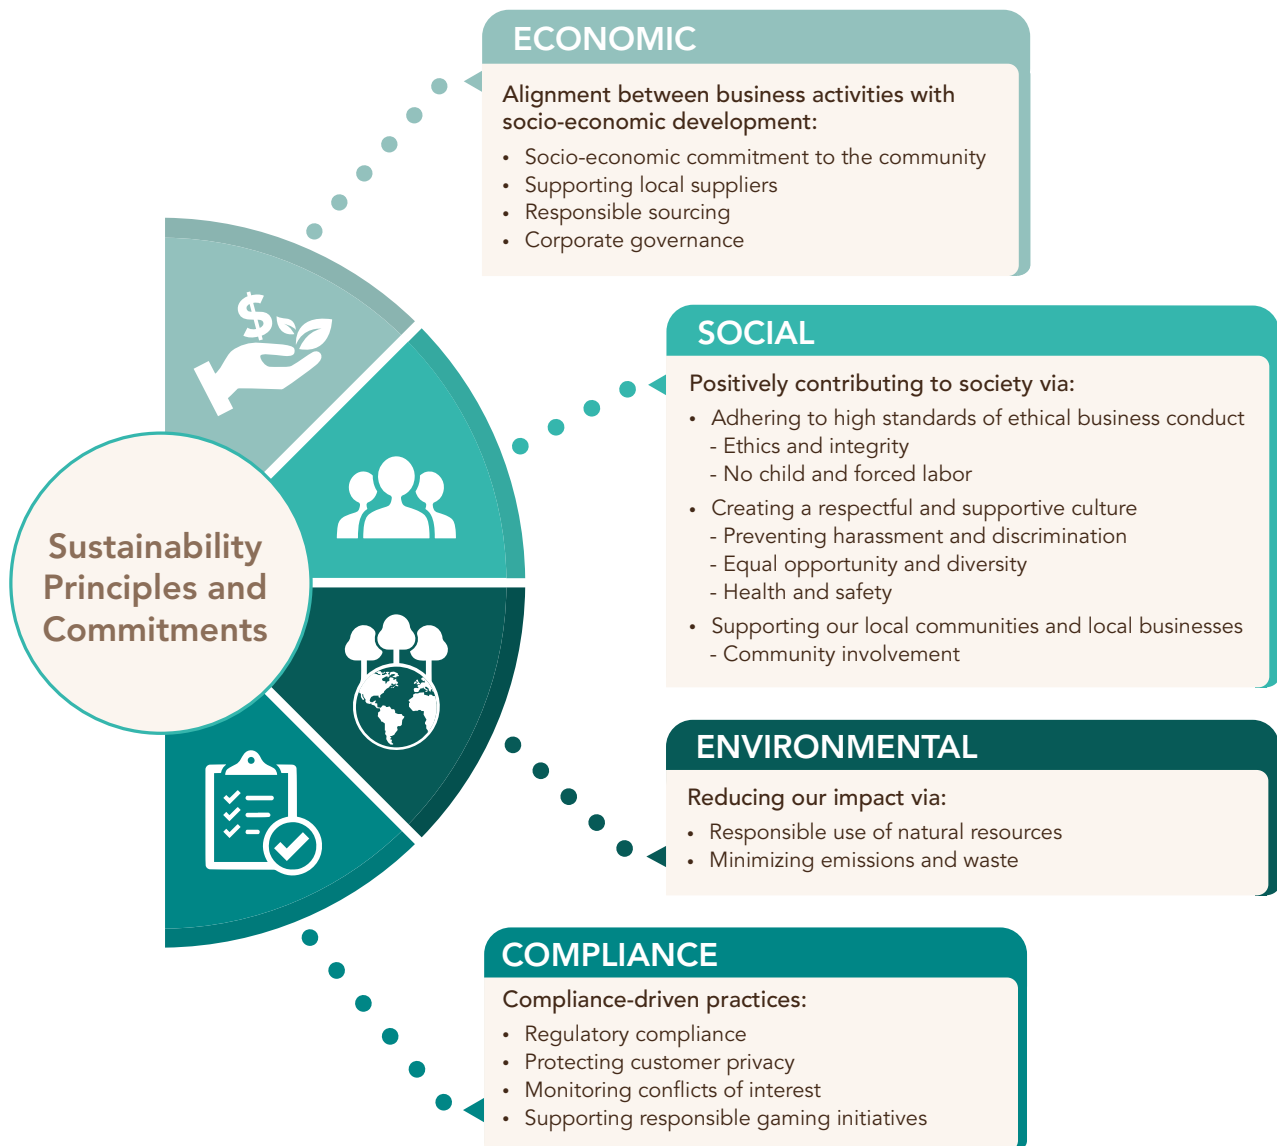 ECONOMIC
Alignment between business activities with
socio-economic development:
• Socio-economic commitment to the community
• Supporting local suppliers
• Responsible sourcing
• Corporate governance
$
SOCIAL
Positively contributing to society via:
• Adhering to high standards of ethical business conduct
- Ethics and integrity
- No child and forced labor
• Creating a respectful and supportive culture
- Preventing harassment and discrimination
- Equal opportunity and diversity
- Health and safety
• Supporting our local communities and local businesses
- Community involvement
Sustainability
Principles and
Commitments
ENVIRONMENTAL
Reducing our impact via:
• Responsible use of natural resources
• Minimizing emissions and waste
COMPLIANCE
Compliance-driven practices:
• Regulatory compliance
• Protecting customer privacy
• Monitoring conflicts of interest
• Supporting responsible gaming initiatives